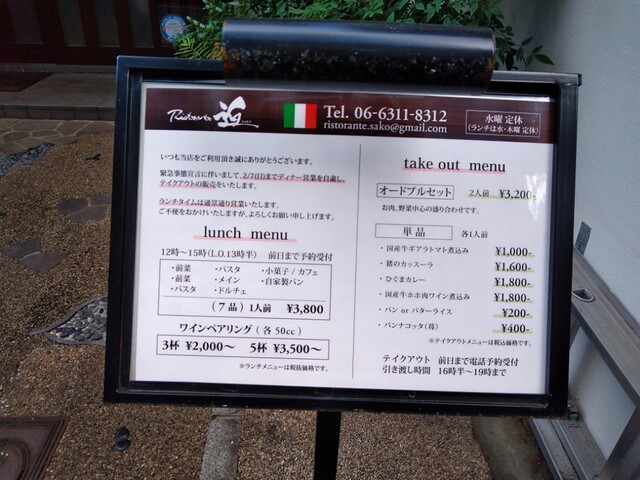 Ristorante 迫
SAKO
Tel. 06-6311-8312
ristorante.sako@gmail.com
水曜 定休
(ランチは水・木曜 定休)
いつも当店をご利用頂き誠にありがとうございます。
緊急事態宣言に伴いまして、2/7(日)までディナー営業を自粛し、
テイクアウトの販売をいたします。
ランチタイムは通常通り営業いたします。
ご不便をおかけいたしますが、よろしくお願い申し上げます。
lunch menu
12時〜15時(L.O.13時半) 前日まで予約受付
・前菜 ・パスタ ・小菓子 / カフェ
・前菜 ・メイン ・自家製パン
・パスタ ・ドルチェ
(7品) 1人前 ¥3,800
ワインペアリング ( 各 50cc )
3杯 ¥2,000〜 5杯 ¥3,500〜
※ランチメニューは税抜価格です。
take out menu
オードブルセット 2人前 ¥3,200-
お肉、野菜中心の盛り合わせです。
単品 各1人前
・国産牛ギアラトマト煮込み ¥1,000-
・猪のカッスーラ ¥1,600-
・ひぐまカレー ¥1,800-
・国産牛ホホ肉ワイン煮込み ¥1,800-
・パン or バターライス ¥200-
・パンナコッタ(苺) ¥400-
※テイクアウトメニューは税込価格です。
テイクアウト 前日まで電話予約受付
引き渡し時間 16時半〜19時まで